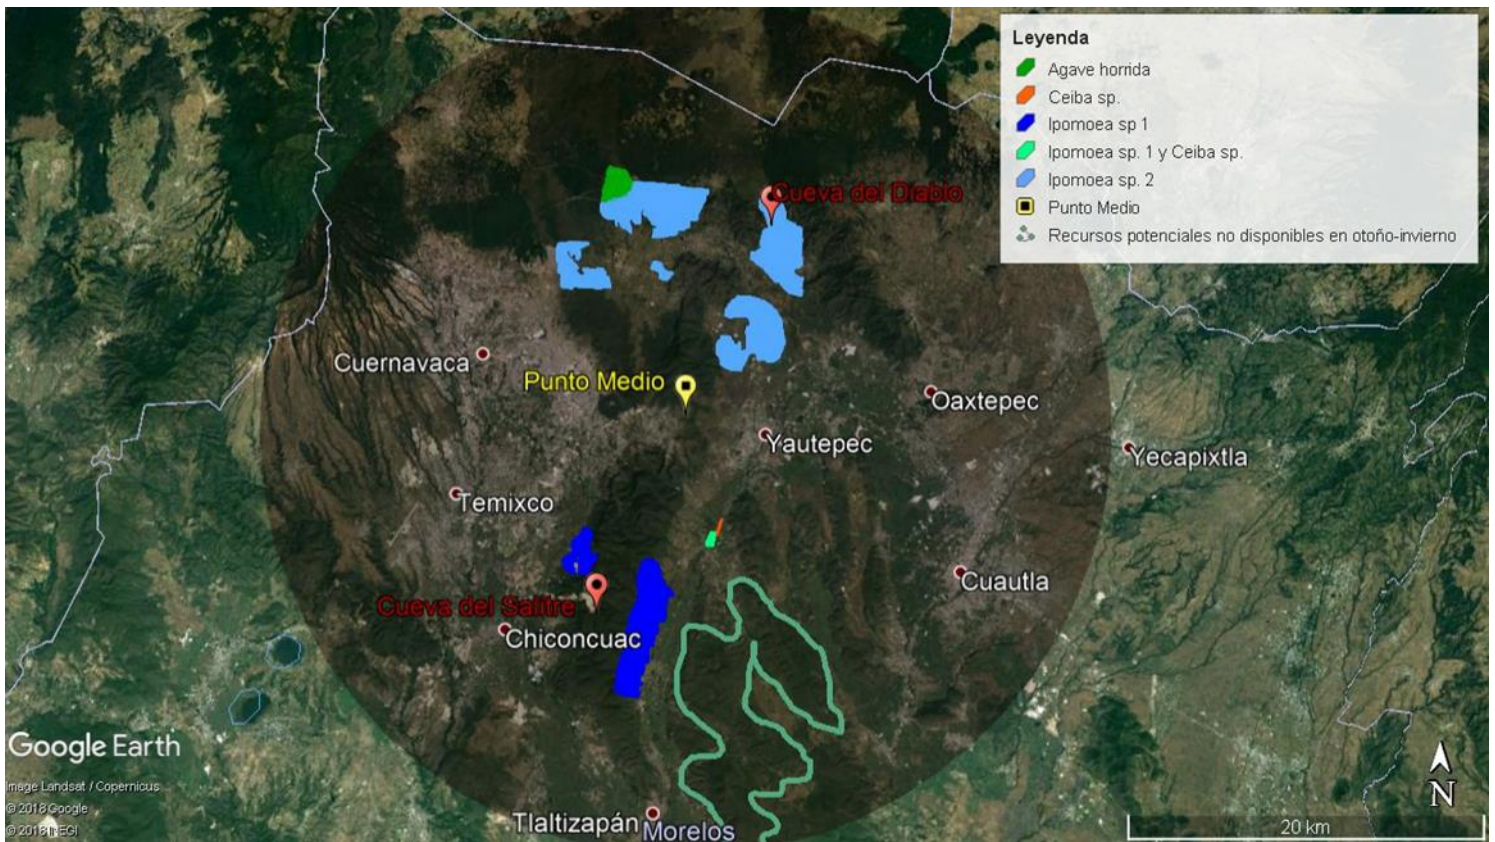 Leyenda
Agave horrida
Ceiba sp.
Ipomoea sp 1
Ipomoea sp. 1 y Ceiba sp.
Ipomoea sp. 2
Punto Medio
Recursos potenciales no disponibles en otoño-invierno
Cueva del Diablo
Cuernavaca
Punto Medio
Oaxtepec
Yautepec
Yecapixtla
Temixco
Cuautla
Cueva del Salitre
Chiconcuac
Google Earth
Image Landsat / Copernicus
© 2018 Google
© 2018 INEGI
Tlaltizapán
Morelos
N
20 km